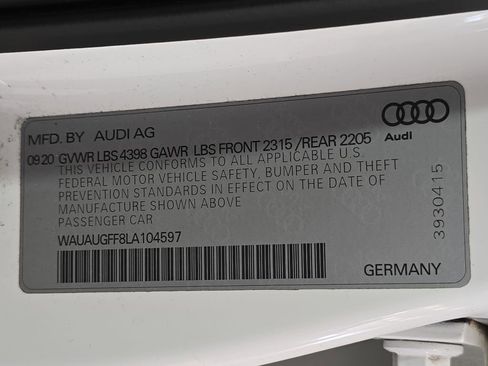 MFD. BY AUDI AG
Audi
09 20 GVWR LBS 4398 GAWR LBS FRONT 2315 /REAR 2205
THIS VEHICLE CONFORMS TO ALL APPLICABLE U.S.
FEDERAL MOTOR VEHICLE SAFETY, BUMPER AND THEFT
PREVENTION STANDARDS IN EFFECT ON THE DATE OF
MANUFACTURE SHOWN ABOVE
PASSENGER CAR
WAUAUGFF8LA104597
GERMANY
3930415